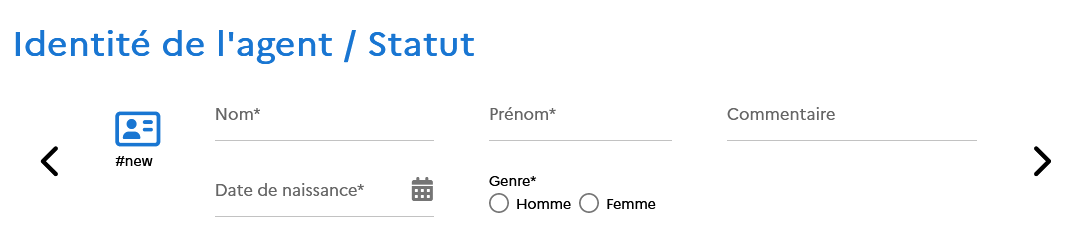 Identité de l'agent / Statut
Nom*
Prénom*
Commentaire
#new
Date de naissance*
Genre*
Homme
Femme